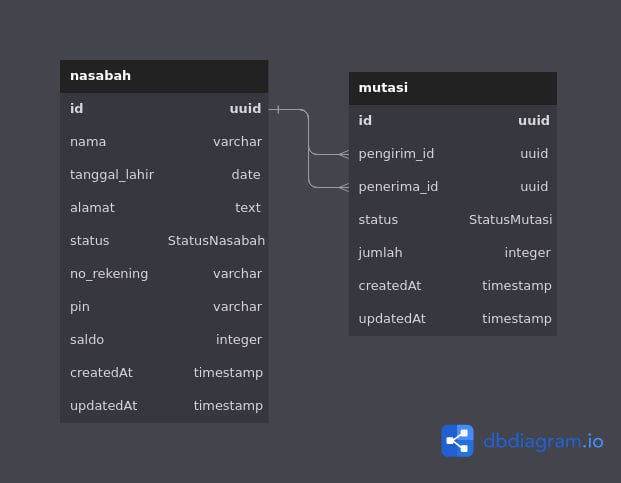 nasabah
id uuid
nama varchar
tanggal_lahir date
alamat text
status StatusNasabah
no_rekening varchar
pin varchar
saldo integer
createdAt timestamp
updatedAt timestamp
mutasi
id uuid
pengirim_id uuid
penerima_id uuid
status StatusMutasi
jumlah integer
createdAt timestamp
updatedAt timestamp
dbdiagram.io